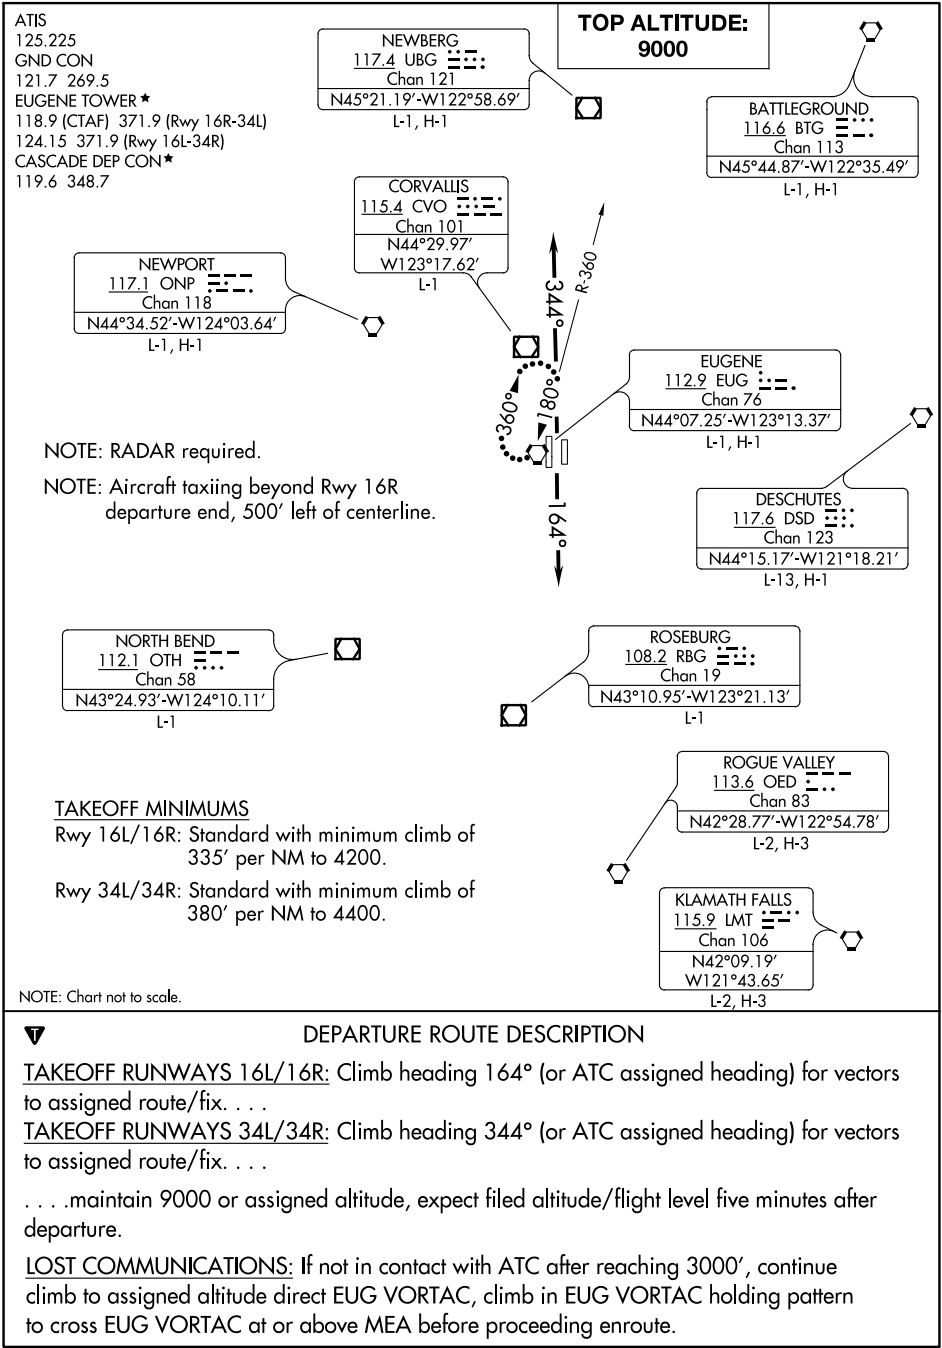 ATIS
125.225
GND CON
121.7 269.5
EUGENE TOWER★
118.9 (CTAF) 371.9 (Rwy 16R-34L)
124.15 371.9 (Rwy 16L-34R)
CASCADE DEP CON★
119.6 348.7
TOP ALTITUDE:
9000
NEWBERG
117.4 UBG
Chan 121
N45°21.19′-W122°58.69′
L-1, H-1
BATTLEGROUND
116.6 BTG
Chan 113
N45°44.87′-W122°35.49′
L-1, H-1
CORVALLIS
115.4 CVO
Chan 101
N44°29.97′
W123°17.62′
L-1
NEWPORT
117.1 ONP
Chan 118
N44°34.52′-W124°03.64′
L-1, H-1
344°
R-360
360°
180°
164°
EUGENE
112.9 EUG
Chan 76
N44°07.25′-W123°13.37′
L-1, H-1
NOTE: RADAR required.
NOTE: Aircraft taxiing beyond Rwy 16R
departure end, 500′ left of centerline.
DESCHUTES
117.6 DSD
Chan 123
N44°15.17′-W121°18.21′
L-13, H-1
NORTH BEND
112.1 OTH
Chan 58
N43°24.93′-W124°10.11′
L-1
ROSEBURG
108.2 RBG
Chan 19
N43°10.95′-W123°21.13′
L-1
ROGUE VALLEY
113.6 OED
Chan 83
N42°28.77′-W122°54.78′
L-2, H-3
TAKEOFF MINIMUMS
Rwy 16L/16R: Standard with minimum climb of
335′ per NM to 4200.
Rwy 34L/34R: Standard with minimum climb of
380′ per NM to 4400.
KLAMATH FALLS
115.9 LMT
Chan 106
N42°09.19′
W121°43.65′
L-2, H-3
NOTE: Chart not to scale.
T
DEPARTURE ROUTE DESCRIPTION
TAKEOFF RUNWAYS 16L/16R: Climb heading 164° (or ATC assigned heading) for vectors
to assigned route/fix. . . .
TAKEOFF RUNWAYS 34L/34R: Climb heading 344° (or ATC assigned heading) for vectors
to assigned route/fix. . . .
. . . .maintain 9000 or assigned altitude, expect filed altitude/flight level five minutes after
departure.
LOST COMMUNICATIONS: If not in contact with ATC after reaching 3000′, continue
climb to assigned altitude direct EUG VORTAC, climb in EUG VORTAC holding pattern
to cross EUG VORTAC at or above MEA before proceeding enroute.